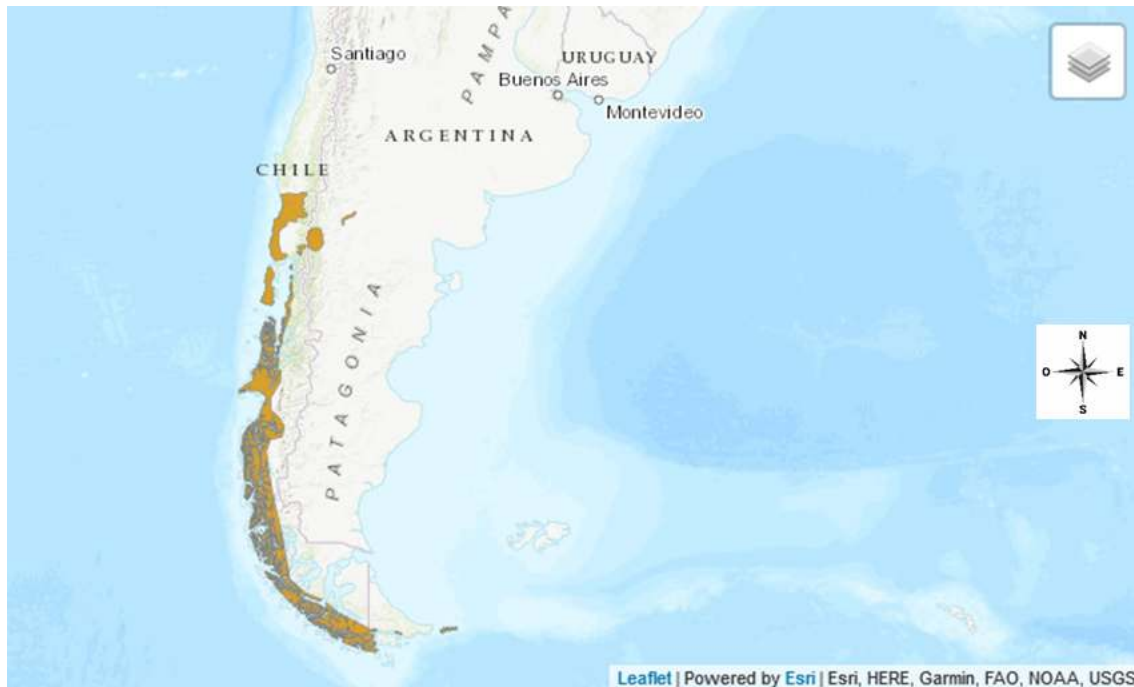 Santiago
PAMPA
URUGUAY
Buenos Aires
Montevideo
ARGENTINA
CHILE
PATAGONIA
N
O E
S
Leaflet | Powered by Esri | Esri, HERE, Garmin, FAO, NOAA, USGS